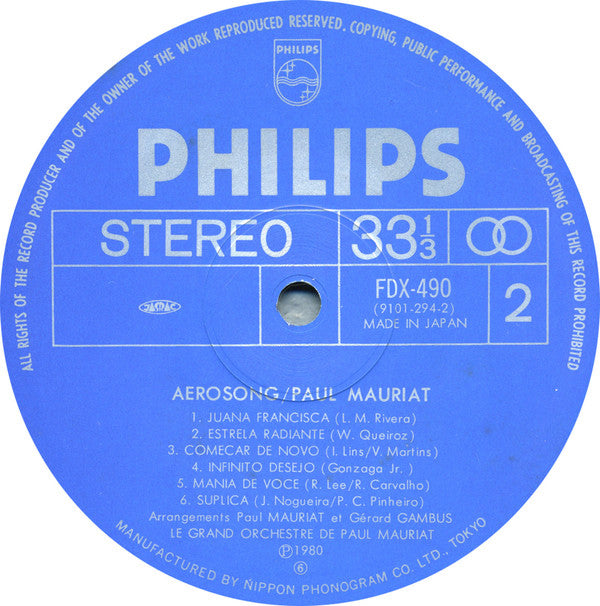 ALL RIGHTS OF THE RECORD PRODUCER AND OF THE OWNER OF THE WORK REPRODUCED RESERVED. COPYING, PUBLIC PERFORMANCE AND BROADCASTING OF THIS RECORD PROHIBITED
PHILIPS
PHILIPS
STEREO 33 1/3
JASRAC
FDX-490
(9101-294-2)
MADE IN JAPAN
2
AEROSONG/PAUL MAURIAT
1. JUANA FRANCISCA (L. M. Rivera)
2. ESTRELA RADIANTE (W. Queiroz)
3. COMECAR DE NOVO (I. Lins/V. Martins)
4. INFINITO DESEJO (Gonzaga Jr.)
5. MANIA DE VOCE (R. Lee/R. Carvalho)
6. SUPLICA (J. Nogueira/P. C. Pinheiro)
Arrangements Paul MAURIAT et Gérard GAMBUS
LE GRAND ORCHESTRE DE PAUL MAURIAT
Ⓟ1980
⑥
MANUFACTURED BY NIPPON PHONOGRAM CO. LTD., TOKYO